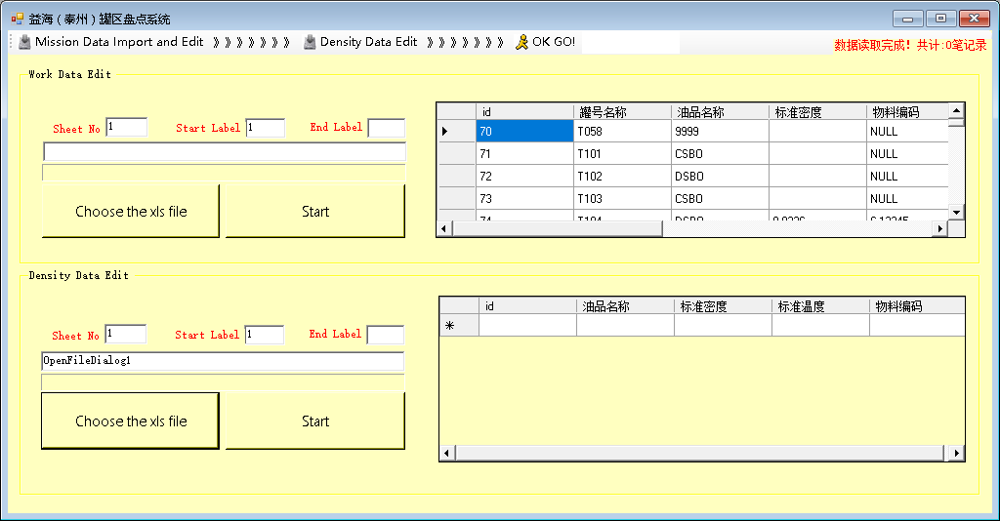 益海（泰州）罐区盘点系统
Mission Data Import and Edit 》》》》》》》 Density Data Edit 》》》》》》》 OK GO!
数据读取完成！共计:0笔记录
Work Data Edit
Sheet No 1 Start Label 1 End Label
Choose the xls file Start
id 罐号名称 油品名称 标准密度 物料编码
70 T058 9999 NULL
71 T101 CSBO NULL
72 T102 DSBO NULL
73 T103 CSBO NULL
74 T104 DSBO
Density Data Edit
Sheet No 1 Start Label 1 End Label
OpenFileDialog1
Choose the xls file Start
id 油品名称 标准密度 标准温度 物料编码